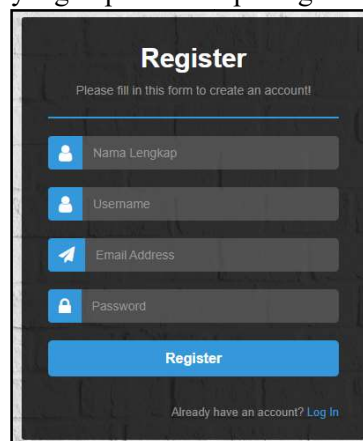 Register
Please fill in this form to create an account!
Nama Lengkap
Username
Email Address
Password
Register
Already have an account? Log In